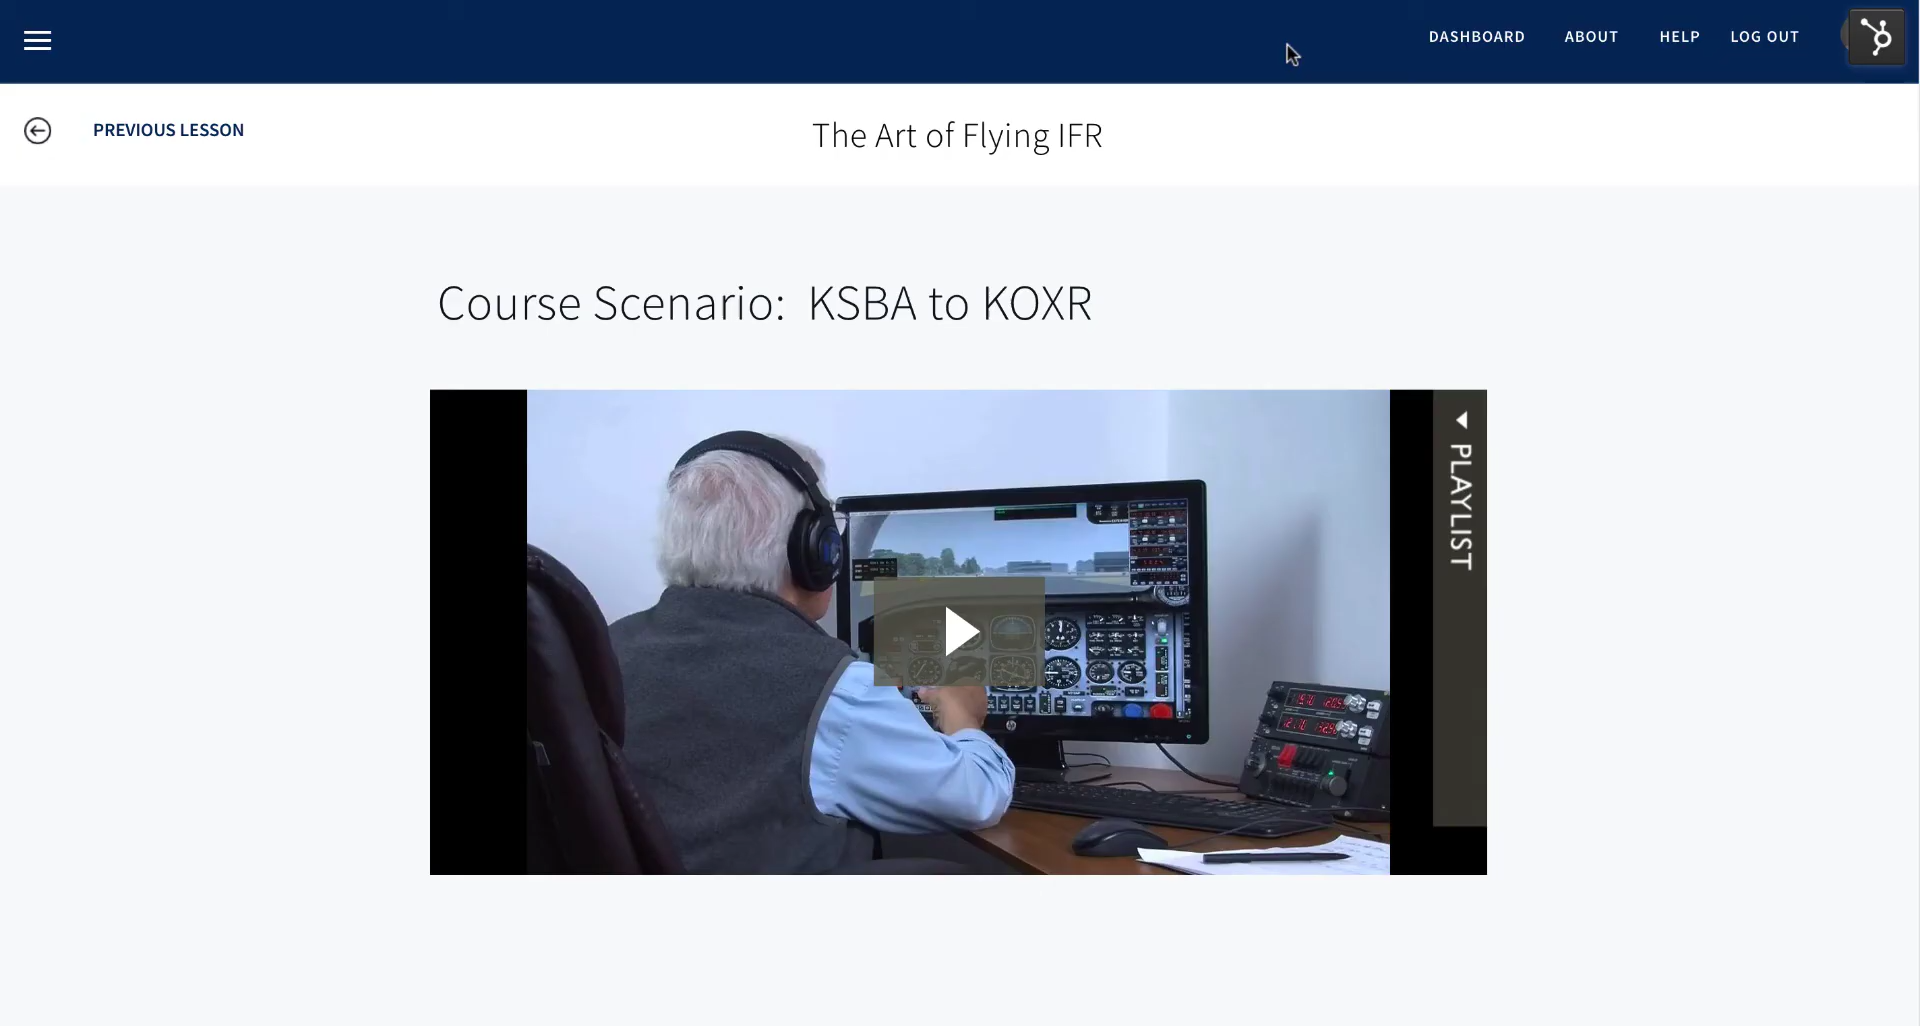 DASHBOARD ABOUT HELP LOG OUT
PREVIOUS LESSON
The Art of Flying IFR
Course Scenario: KSBA to KOXR
PLAYLIST